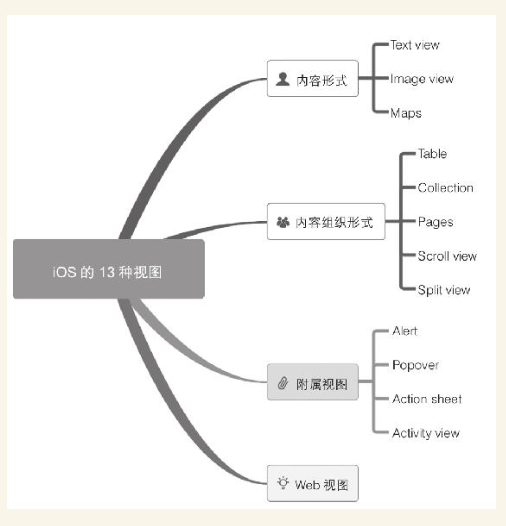 iOS 的 13 种视图
内容形式
Text view
Image view
Maps
内容组织形式
Table
Collection
Pages
Scroll view
Split view
附属视图
Alert
Popover
Action sheet
Activity view
Web 视图